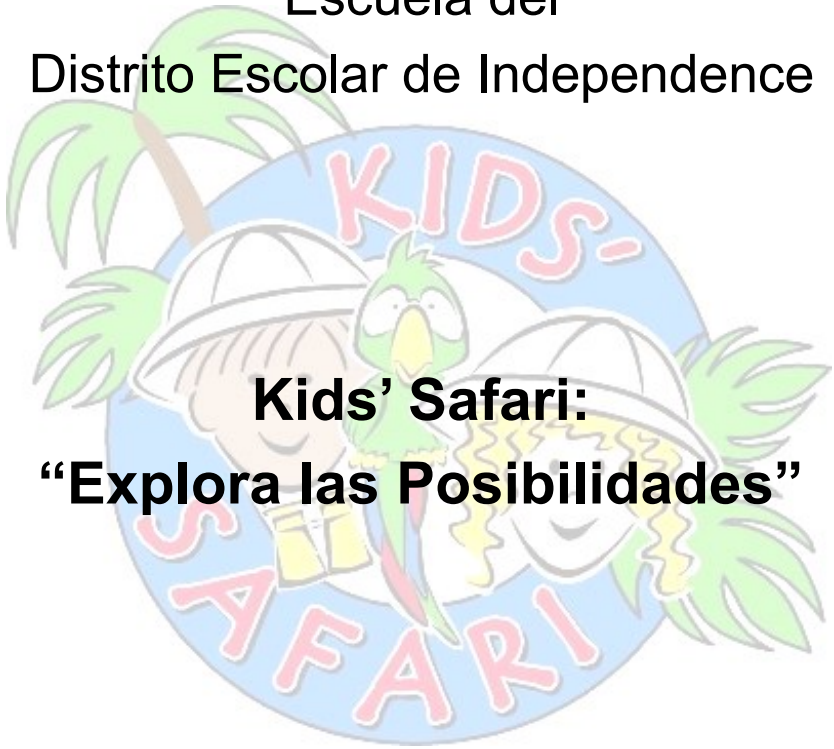 Escuela del
Distrito Escolar de Independence
KIDS'
Kids’ Safari:
“Explora las Posibilidades”
SAFARI